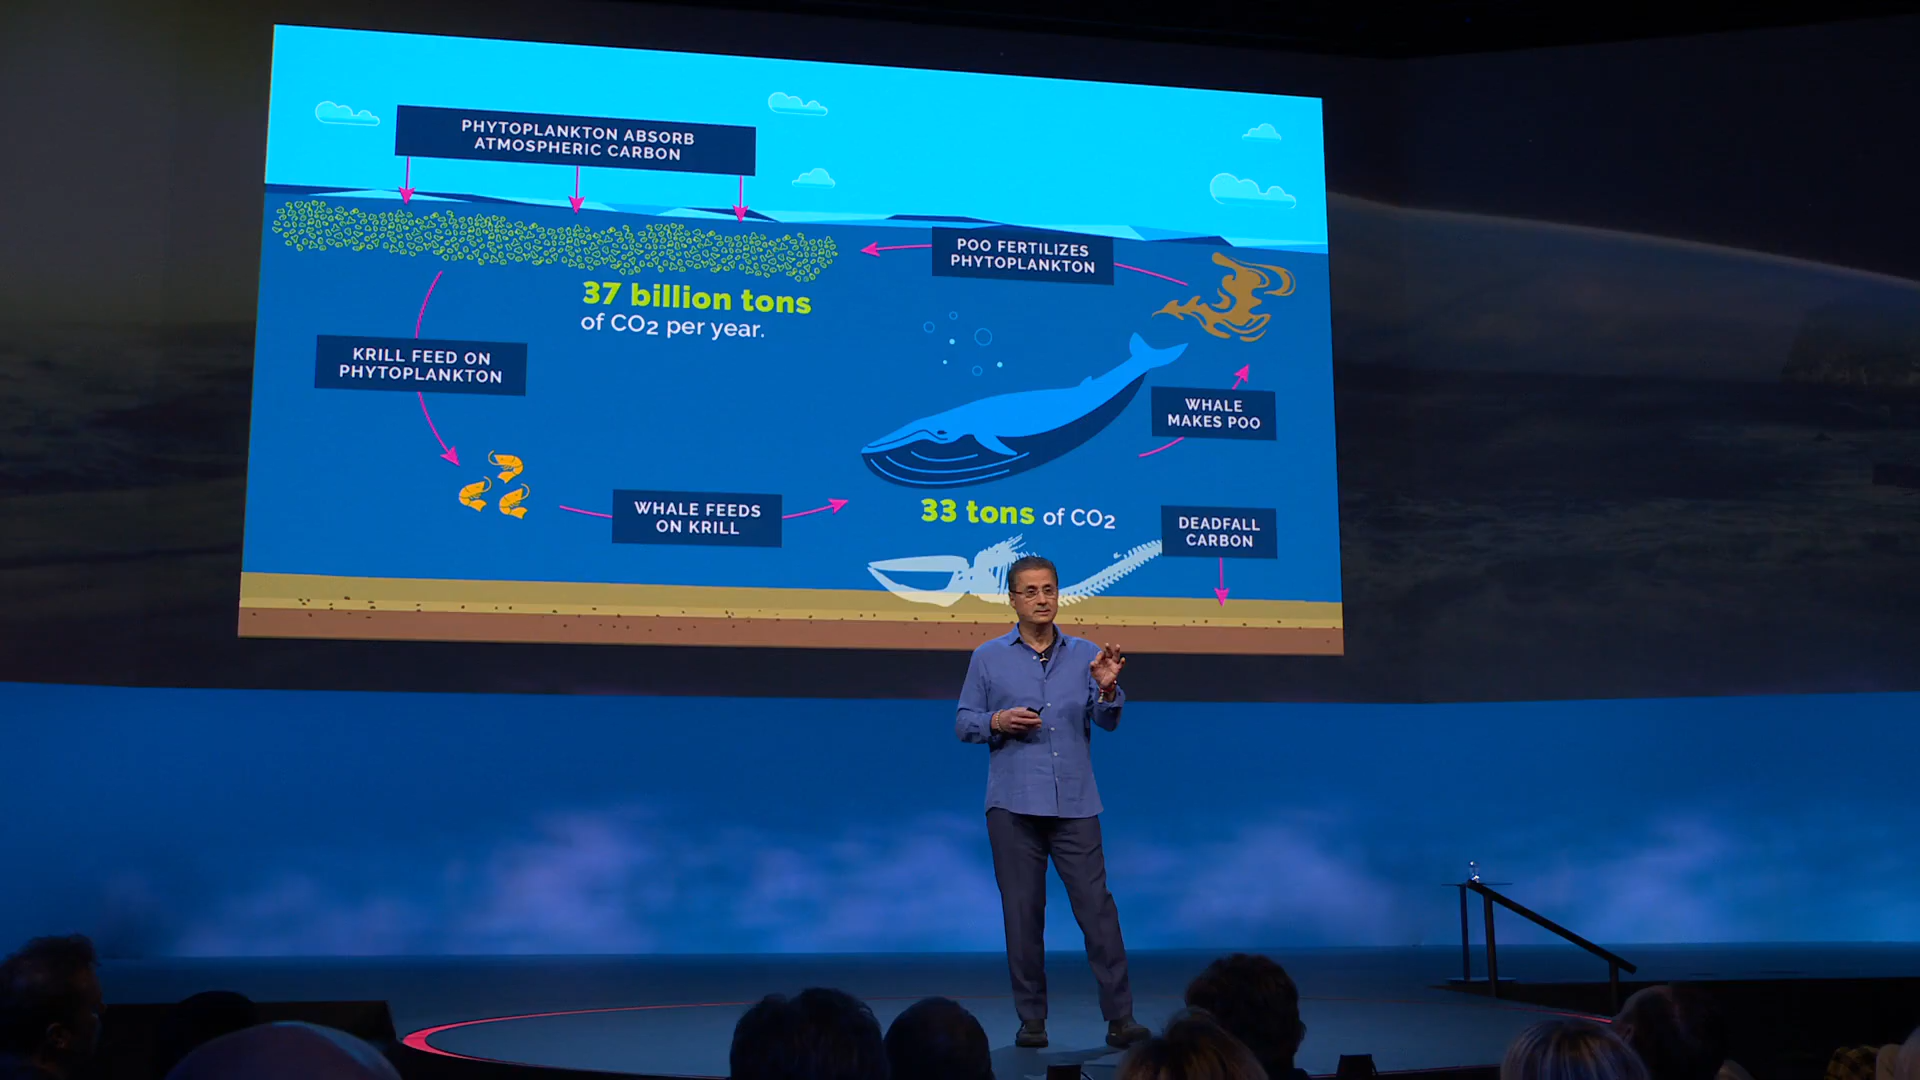 PHYTOPLANKTON ABSORB
ATMOSPHERIC CARBON
POO FERTILIZES
PHYTOPLANKTON
37 billion tons
of CO2 per year.
KRILL FEED ON
PHYTOPLANKTON
WHALE
MAKES POO
WHALE FEEDS
ON KRILL
33 tons of CO2
DEADFALL
CARBON